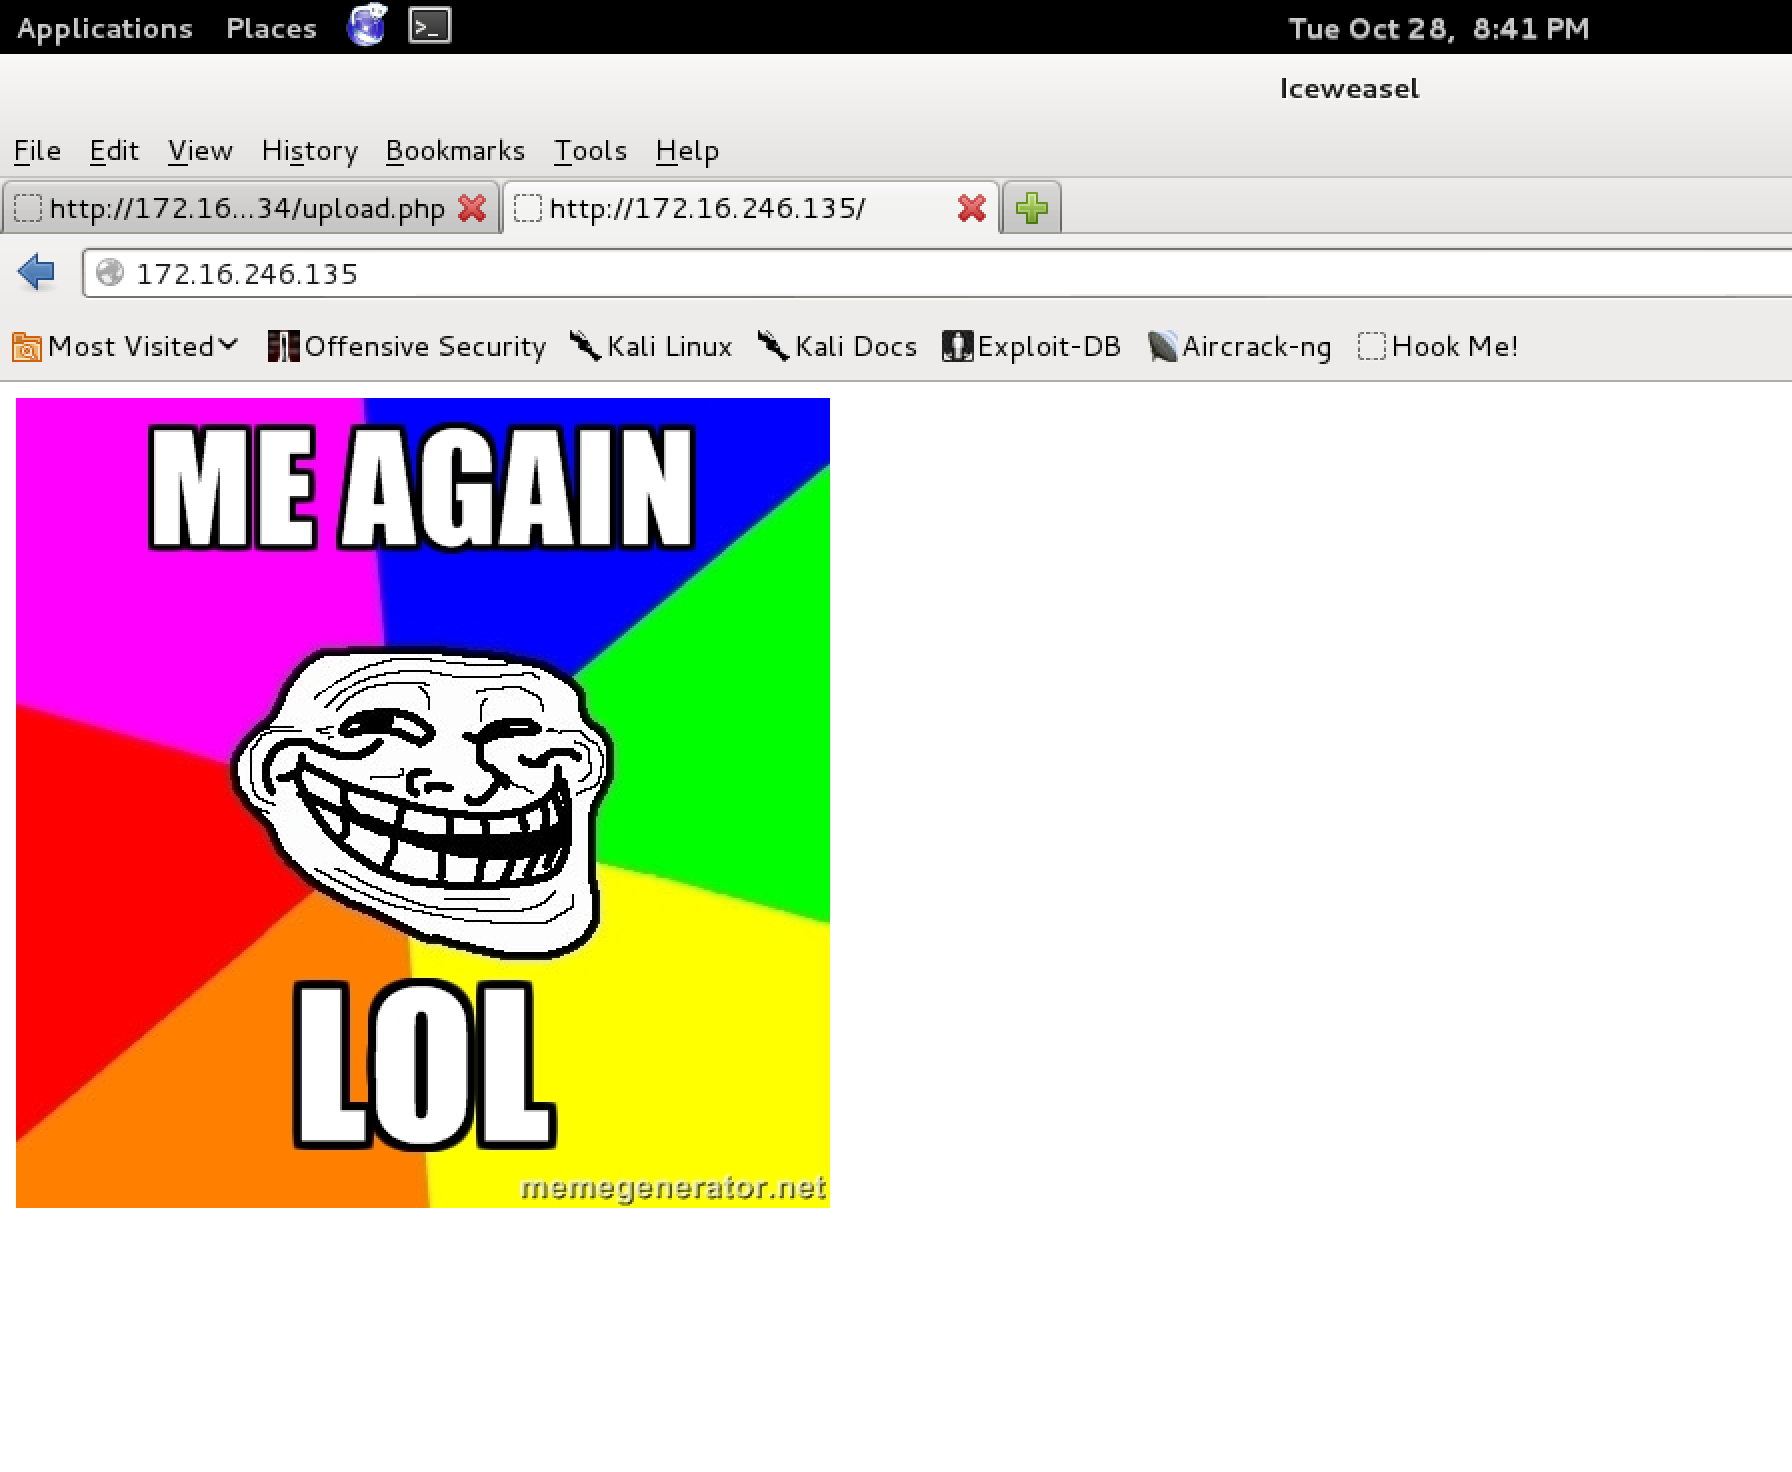 Applications Places Tue Oct 28, 8:41 PM
Iceweasel
File Edit View History Bookmarks Tools Help
http://172.16...34/upload.php http://172.16.246.135/
172.16.246.135
Most Visited Offensive Security Kali Linux Kali Docs Exploit-DB Aircrack-ng Hook Me!
ME AGAIN
LOL
memegenerator.net